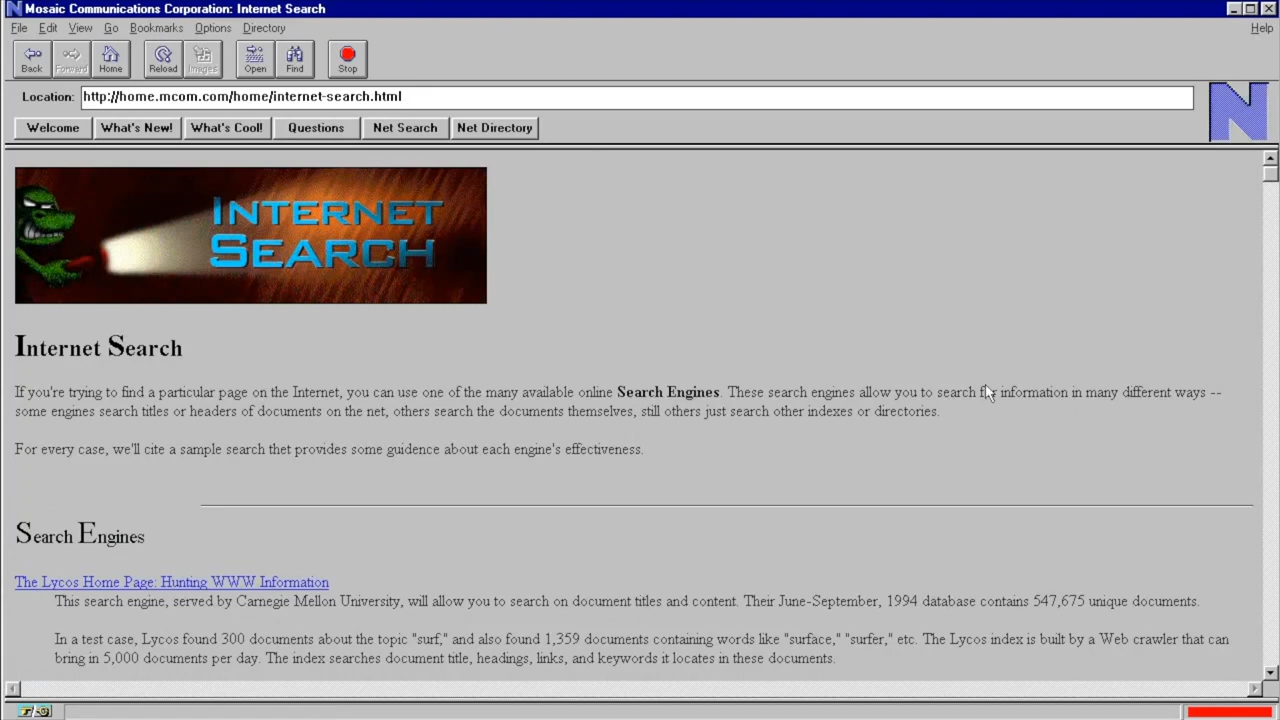 Mosaic Communications Corporation: Internet Search
File Edit View Go Bookmarks Options Directory Help
Back Forward Home Reload Images Open Find Stop
Location: http://home.mcom.com/home/internet-search.html
N
Welcome What's New! What's Cool! Questions Net Search Net Directory
INTERNET
SEARCH
Internet Search
If you're trying to find a particular page on the Internet, you can use one of the many available online Search Engines. These search engines allow you to search for information in many different ways --
some engines search titles or headers of documents on the net, others search the documents themselves, still others just search other indexes or directories.
For every case, we'll cite a sample search that provides some guidance about each engine's effectiveness.
Search Engines
The Lycos Home Page: Hunting WWW Information
This search engine, served by Carnegie Mellon University, will allow you to search on document titles and content. Their June-September, 1994 database contains 547,675 unique documents.
In a test case, Lycos found 300 documents about the topic "surf," and also found 1,359 documents containing words like "surface," "surfer," etc. The Lycos index is built by a Web crawler that can
bring in 5,000 documents per day. The index searches document title, headings, links, and keywords it locates in these documents.